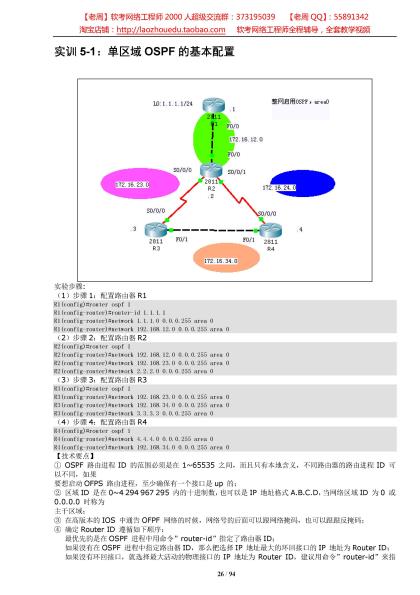 【老周】软考网络工程师 2000 人超级交流群：373195039 【老周 QQ】：55891342
淘宝店铺：http://laozhouedu.taobao.com 软考网络工程师全程辅导，全套教学视频
实训 5-1：单区域 OSPF 的基本配置
LO:1.1.1.1/24
.1
整网启用OSPF，area0
2811
R1
F0/0
172.16.12.0
F0/0
S0/0/0
S0/0/1
2811
R2
.2
172.16.23.0
172.16.24.0
S0/0/0
S0/0/0
.3
.4
F0/1
F0/1
2811
R3
2811
R4
172.16.34.0
实验步骤：
（1）步骤 1：配置路由器 R1
R1(config)#router ospf 1
R1(config-router)#router-id 1.1.1.1
R1(config-router)#network 1.1.1.0 0.0.0.255 area 0
R1(config-router)#network 192.168.12.0 0.0.0.255 area 0
（2）步骤 2：配置路由器 R2
R2(config)#router ospf 1
R2(config-router)#network 192.168.12.0 0.0.0.255 area 0
R2(config-router)#network 192.168.23.0 0.0.0.255 area 0
R2(config-router)#network 2.2.2.0 0.0.0.255 area 0
（3）步骤 3：配置路由器 R3
R3(config)#router ospf 1
R3(config-router)#network 192.168.23.0 0.0.0.255 area 0
R3(config-router)#network 192.168.34.0 0.0.0.255 area 0
R3(config-router)#network 3.3.3.3 0.0.0.255 area 0
（4）步骤 4：配置路由器 R4
R4(config)#router ospf 1
R4(config-router)#network 4.4.4.0 0.0.0.255 area 0
R4(config-router)#network 192.168.34.0 0.0.0.255 area 0
【技术要点】
① OSPF 路由进程 ID 的范围必须是在 1~65535 之间，而且只有本地含义，不同路由器的路由进程 ID 可以不同，如果
要想启动 OFPS 路由进程，至少确保有一个接口是 up 的；
② 区域 ID 是在 0~4 294 967 295 内的十进制数，也可以是 IP 地址格式 A.B.C.D.当网络区域 ID 为 0 或 0.0.0.0 时称为
主干区域；
③ 在高版本的 IOS 中通告 OFPF 网络的时候，网络号的后面可以跟网络掩码，也可以跟跟反掩码；
④ 确定 Router ID 遵循如下顺序：
最优先的是在 OSPF 进程中用命令“ router-id”指定了路由器 ID；
如果没有在 OSPF 进程中指定路由器 ID，那么把选择 IP 地址最大的环回接口的 IP 地址为 Router ID；
如果没有环回接口，就选择最大活动的物理接口的 IP 地址为 Router ID，建议用命令“ router-id”来指
26 / 94